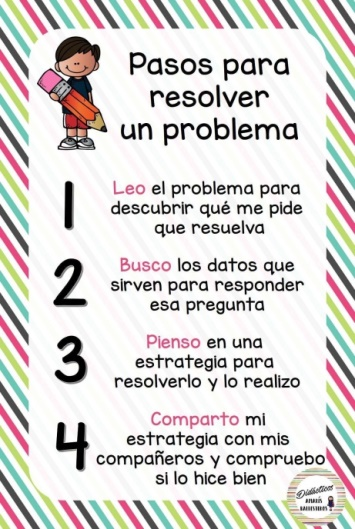 Pasos para
resolver
un problema
1
Leo el problema para
descubrir qué me pide
que resuelva
2
Busco los datos que
sirven para responder
esa pregunta
3
Pienso en una
estrategia para
resolverlo y lo realizo
4
Comparto mi
estrategia con mis
compañeros y compruebo
si lo hice bien
Didácticos